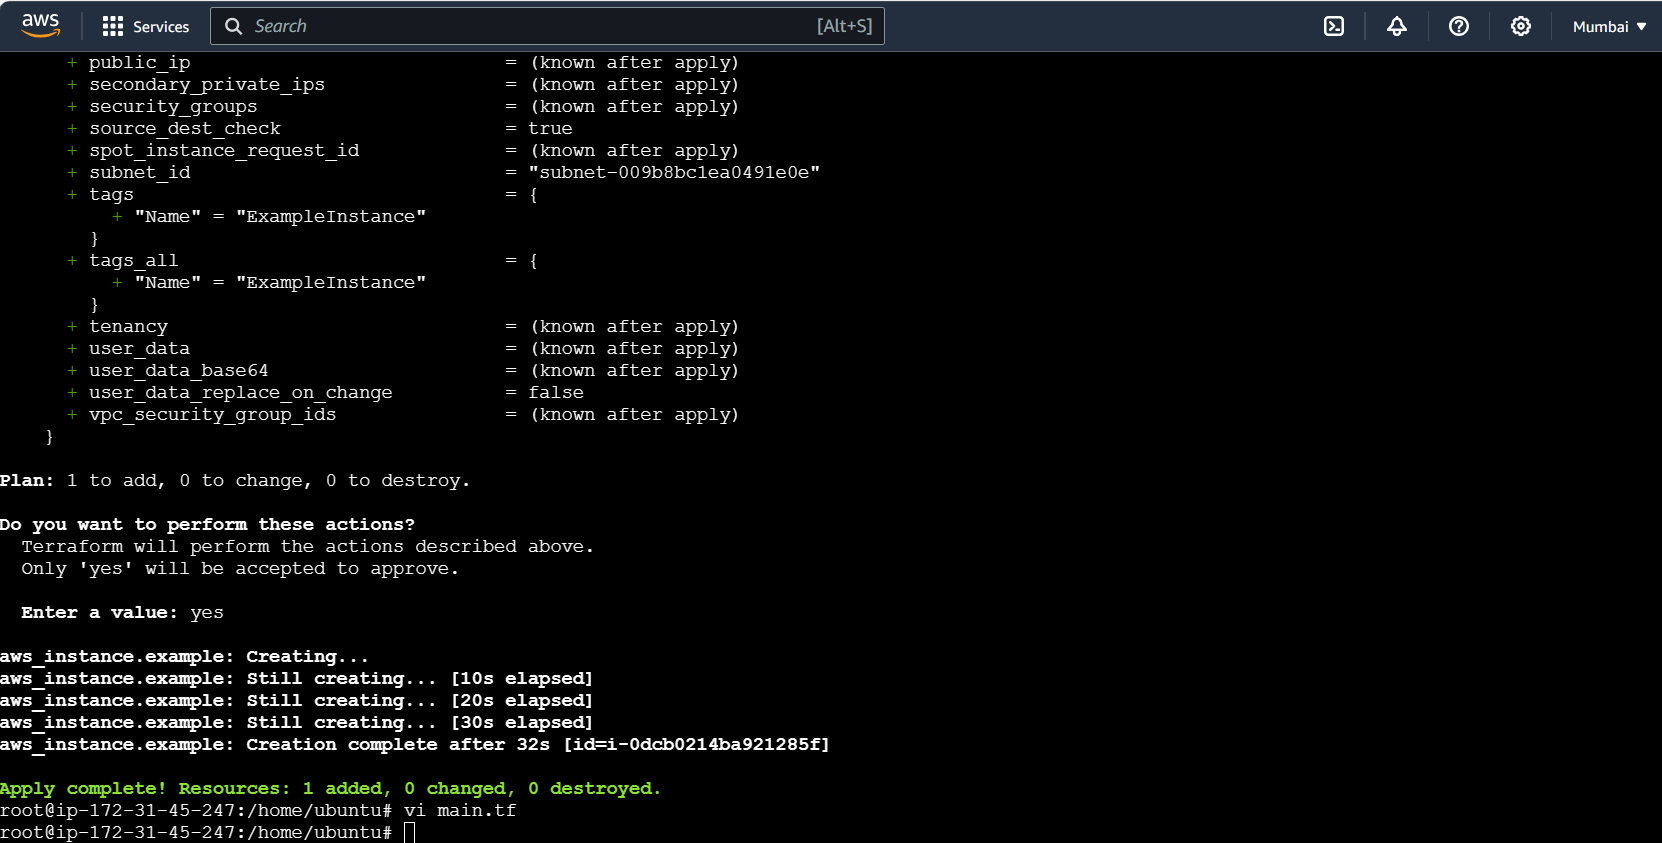 aws Services Search [Alt+S] Mumbai
+ public_ip = (known after apply)
+ secondary_private_ips = (known after apply)
+ security_groups = (known after apply)
+ source_dest_check = true
+ spot_instance_request_id = (known after apply)
+ subnet_id = "subnet-009b8bc1ea0491e0e"
+ tags = {
+ "Name" = "ExampleInstance"
}
+ tags_all = {
+ "Name" = "ExampleInstance"
}
+ tenancy = (known after apply)
+ user_data = (known after apply)
+ user_data_base64 = (known after apply)
+ user_data_replace_on_change = false
+ vpc_security_group_ids = (known after apply)
}
Plan: 1 to add, 0 to change, 0 to destroy.
Do you want to perform these actions?
Terraform will perform the actions described above.
Only 'yes' will be accepted to approve.
Enter a value: yes
aws_instance.example: Creating...
aws_instance.example: Still creating... [10s elapsed]
aws_instance.example: Still creating... [20s elapsed]
aws_instance.example: Still creating... [30s elapsed]
aws_instance.example: Creation complete after 32s [id=i-0dcb0214ba921285f]
Apply complete! Resources: 1 added, 0 changed, 0 destroyed.
root@ip-172-31-45-247:/home/ubuntu# vi main.tf
root@ip-172-31-45-247:/home/ubuntu#